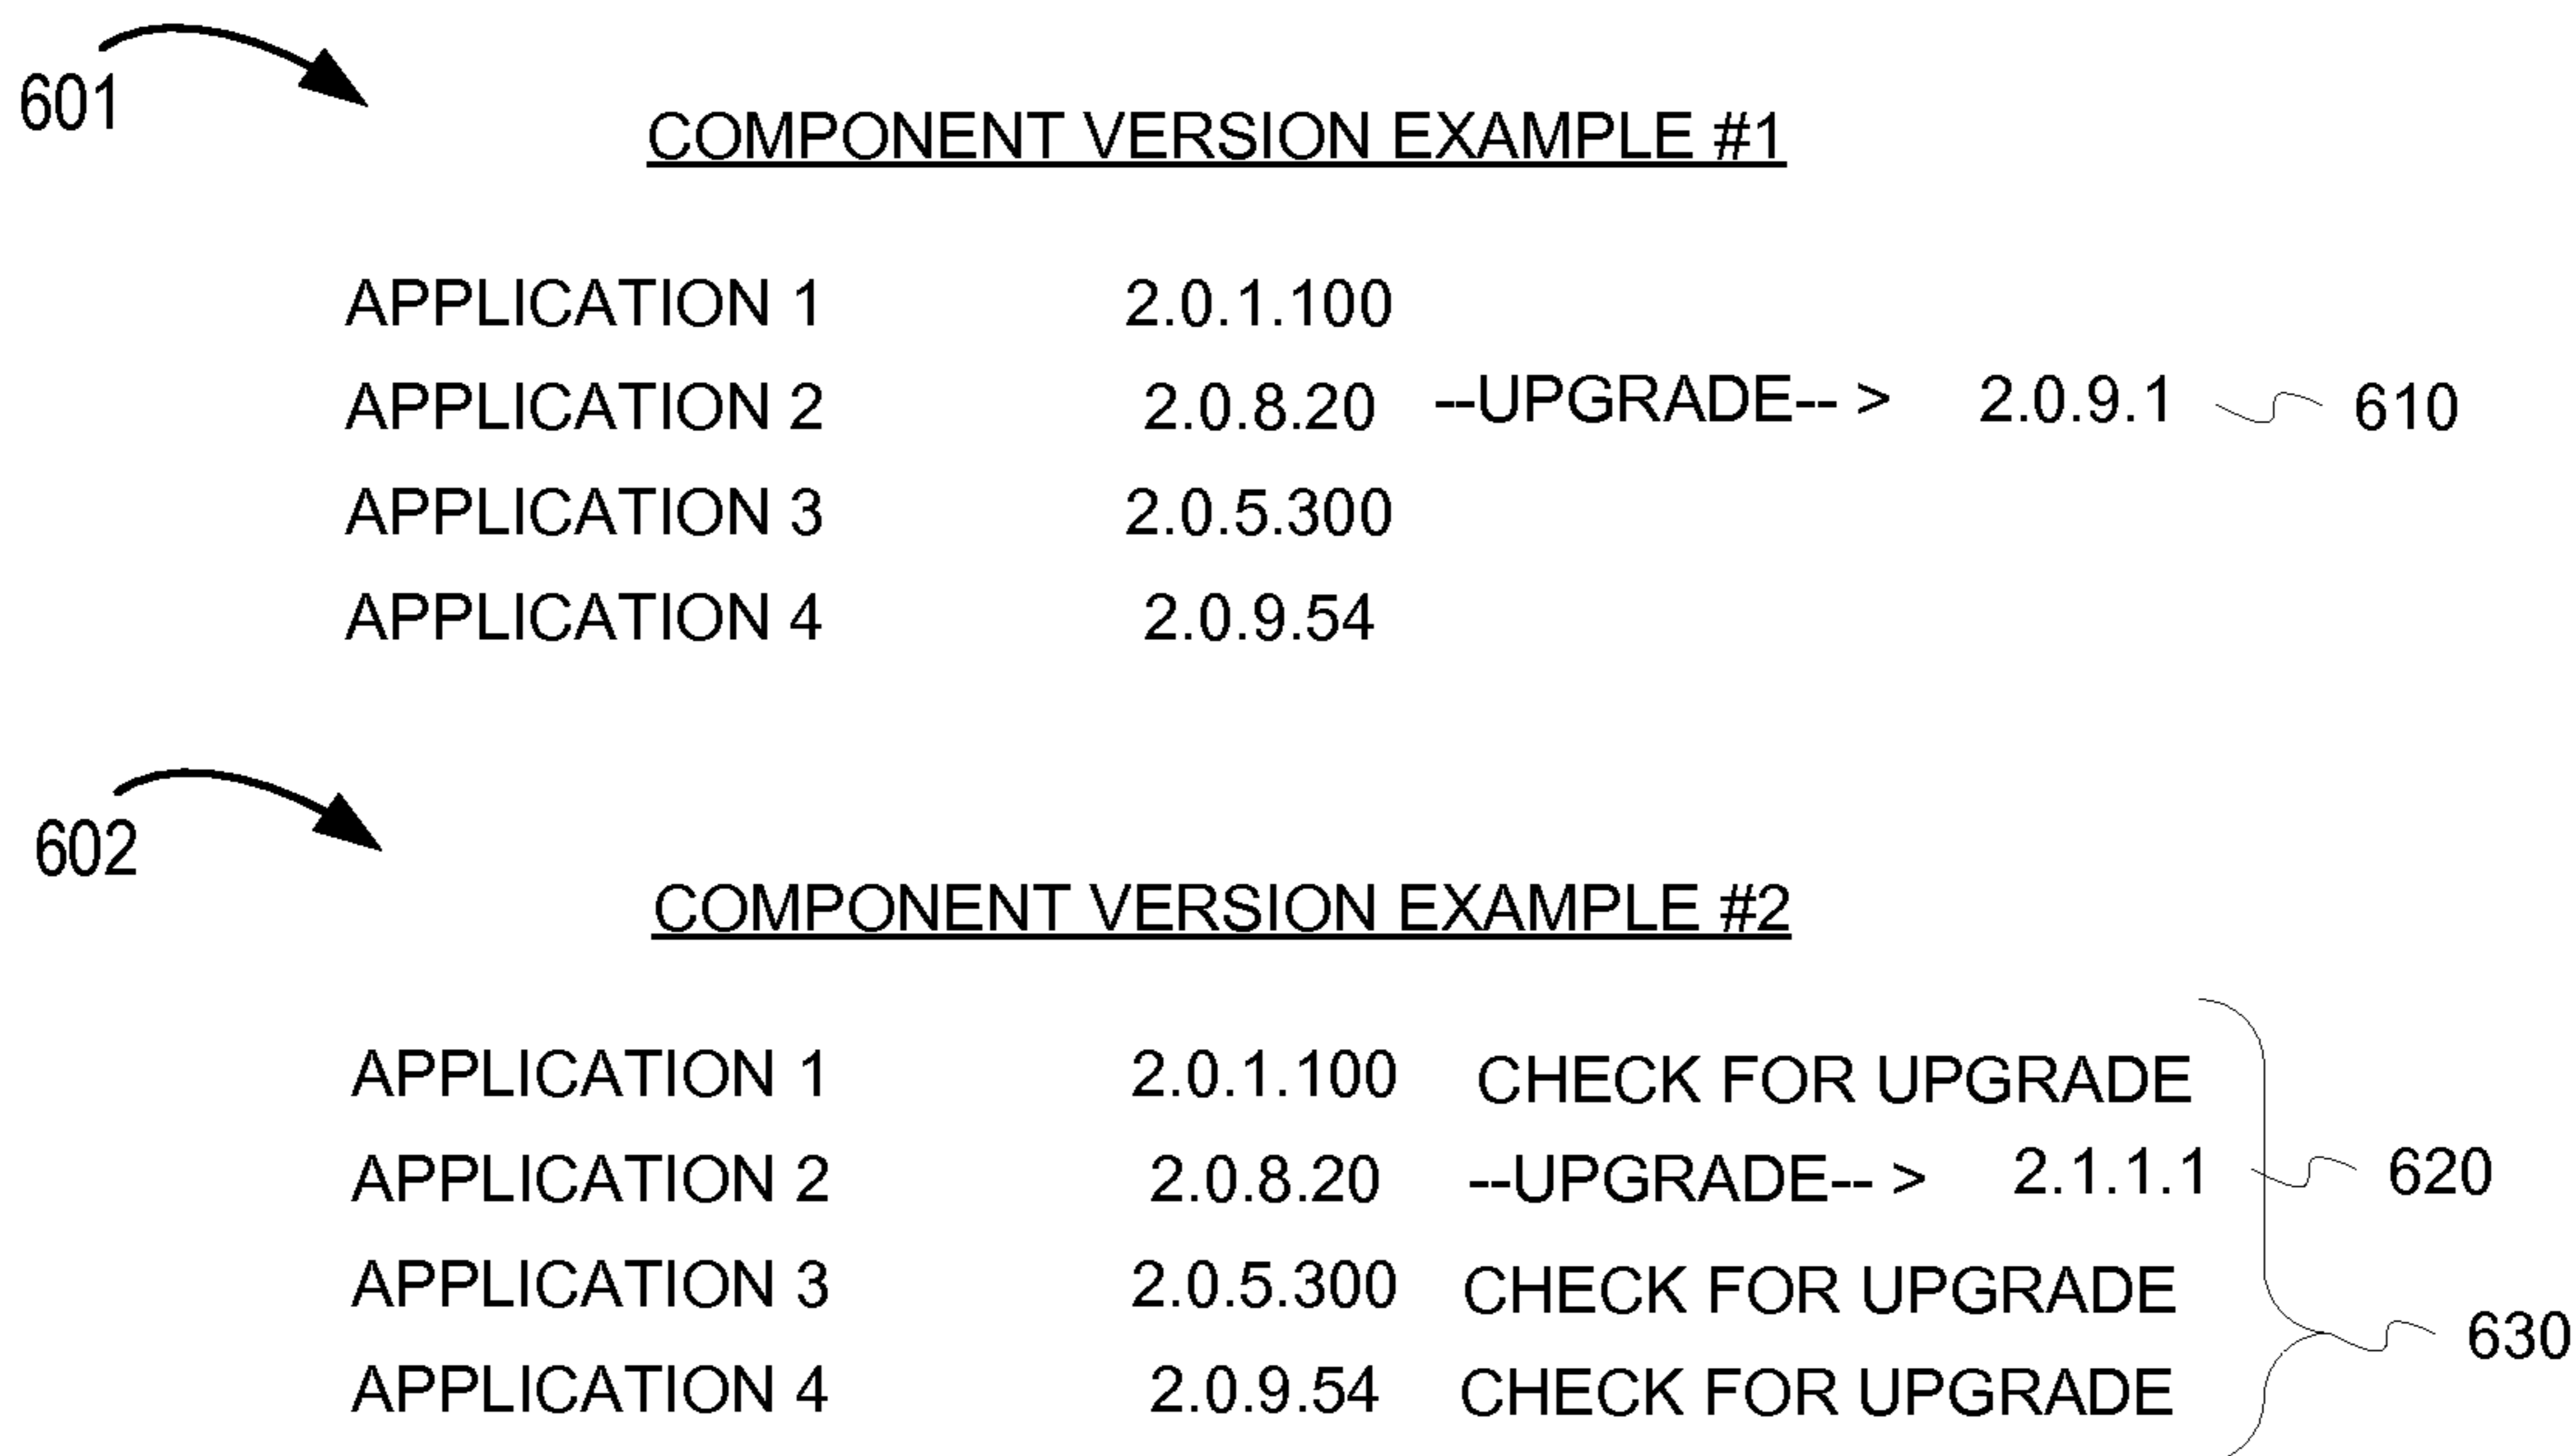 601
COMPONENT VERSION EXAMPLE #1
APPLICATION 1 2.0.1.100
APPLICATION 2 2.0.8.20 --UPGRADE-- > 2.0.9.1 610
APPLICATION 3 2.0.5.300
APPLICATION 4 2.0.9.54
602
COMPONENT VERSION EXAMPLE #2
APPLICATION 1 2.0.1.100 CHECK FOR UPGRADE
APPLICATION 2 2.0.8.20 --UPGRADE-- > 2.1.1.1 620
APPLICATION 3 2.0.5.300 CHECK FOR UPGRADE
630
APPLICATION 4 2.0.9.54 CHECK FOR UPGRADE